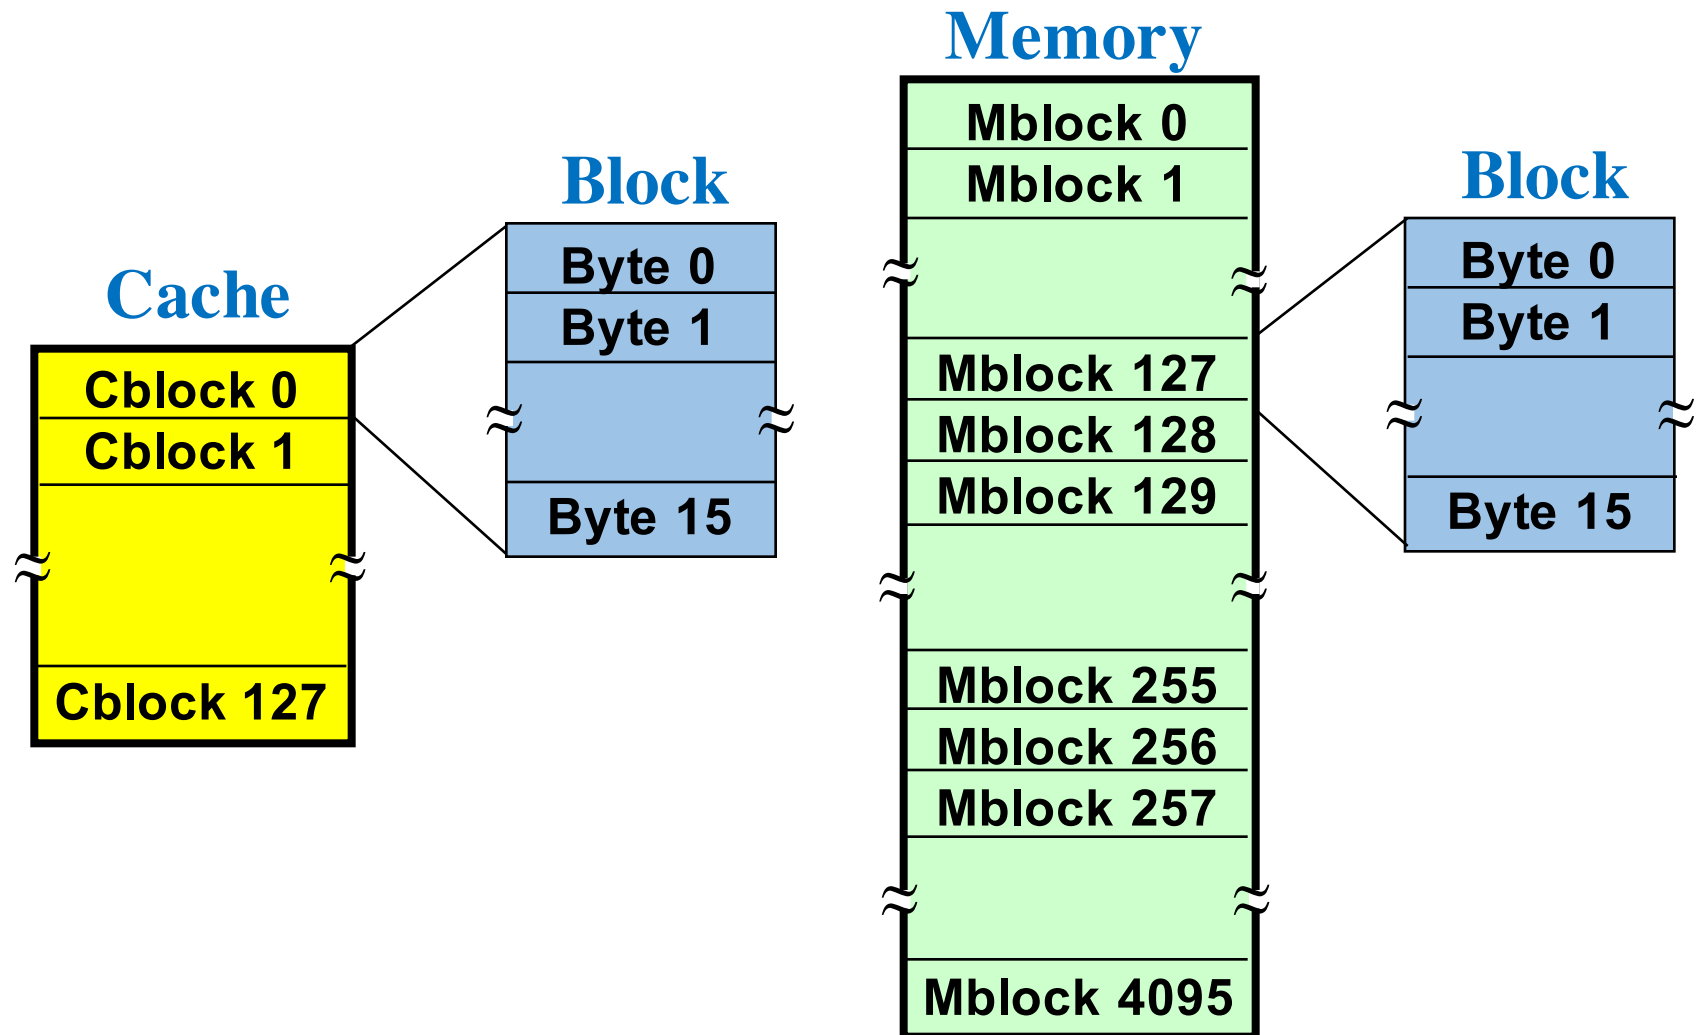 Cache
Cblock 0
Cblock 1
Cblock 127
Block
Byte 0
Byte 1
Byte 15
Memory
Mblock 0
Mblock 1
Mblock 127
Mblock 128
Mblock 129
Mblock 255
Mblock 256
Mblock 257
Mblock 4095
Block
Byte 0
Byte 1
Byte 15